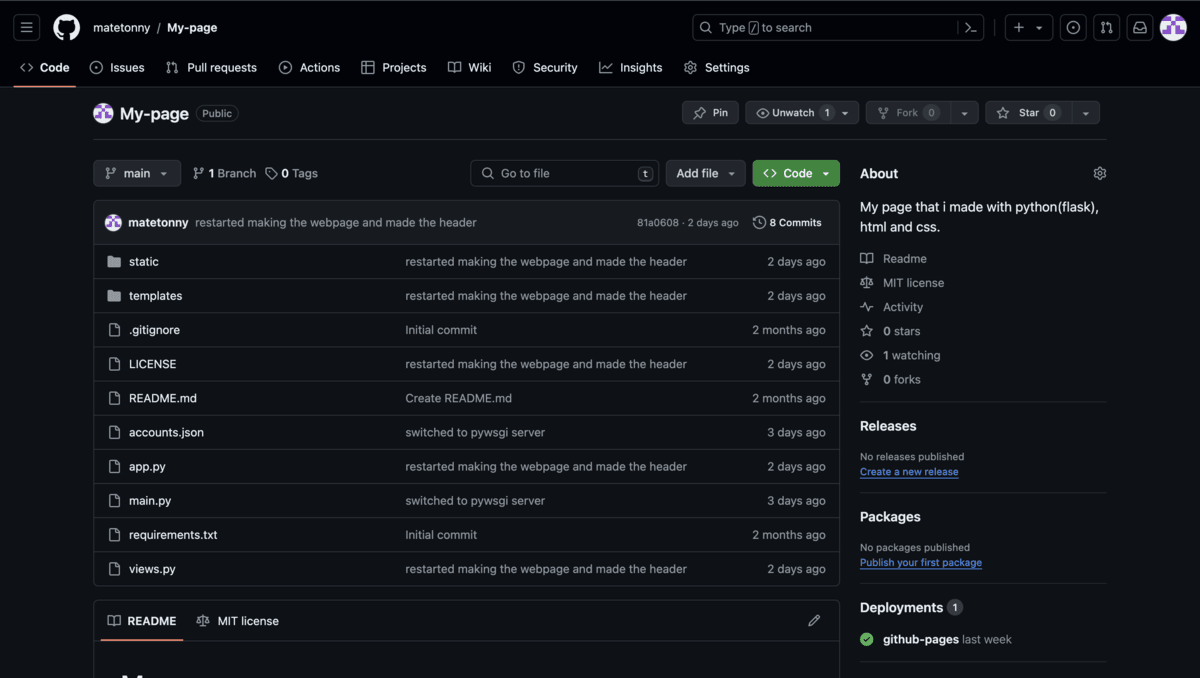 matetonny / My-page
Type / to search
Code Issues Pull requests Actions Projects Wiki Security Insights Settings
My-page Public
Pin Unwatch 1 Fork 0 Star 0
main 1 Branch 0 Tags Go to file t Add file Code
matetonny restarted making the webpage and made the header 81a0608 · 2 days ago 8 Commits
static restarted making the webpage and made the header 2 days ago
templates restarted making the webpage and made the header 2 days ago
.gitignore Initial commit 2 months ago
LICENSE restarted making the webpage and made the header 2 days ago
README.md Create README.md 2 months ago
accounts.json switched to pywsgi server 3 days ago
app.py restarted making the webpage and made the header 2 days ago
main.py switched to pywsgi server 3 days ago
requirements.txt Initial commit 2 months ago
views.py restarted making the webpage and made the header 2 days ago
README MIT license
About
My page that i made with python(flask),
html and css.
Readme
MIT license
Activity
0 stars
1 watching
0 forks
Releases
No releases published
Create a new release
Packages
No packages published
Publish your first package
Deployments 1
github-pages last week